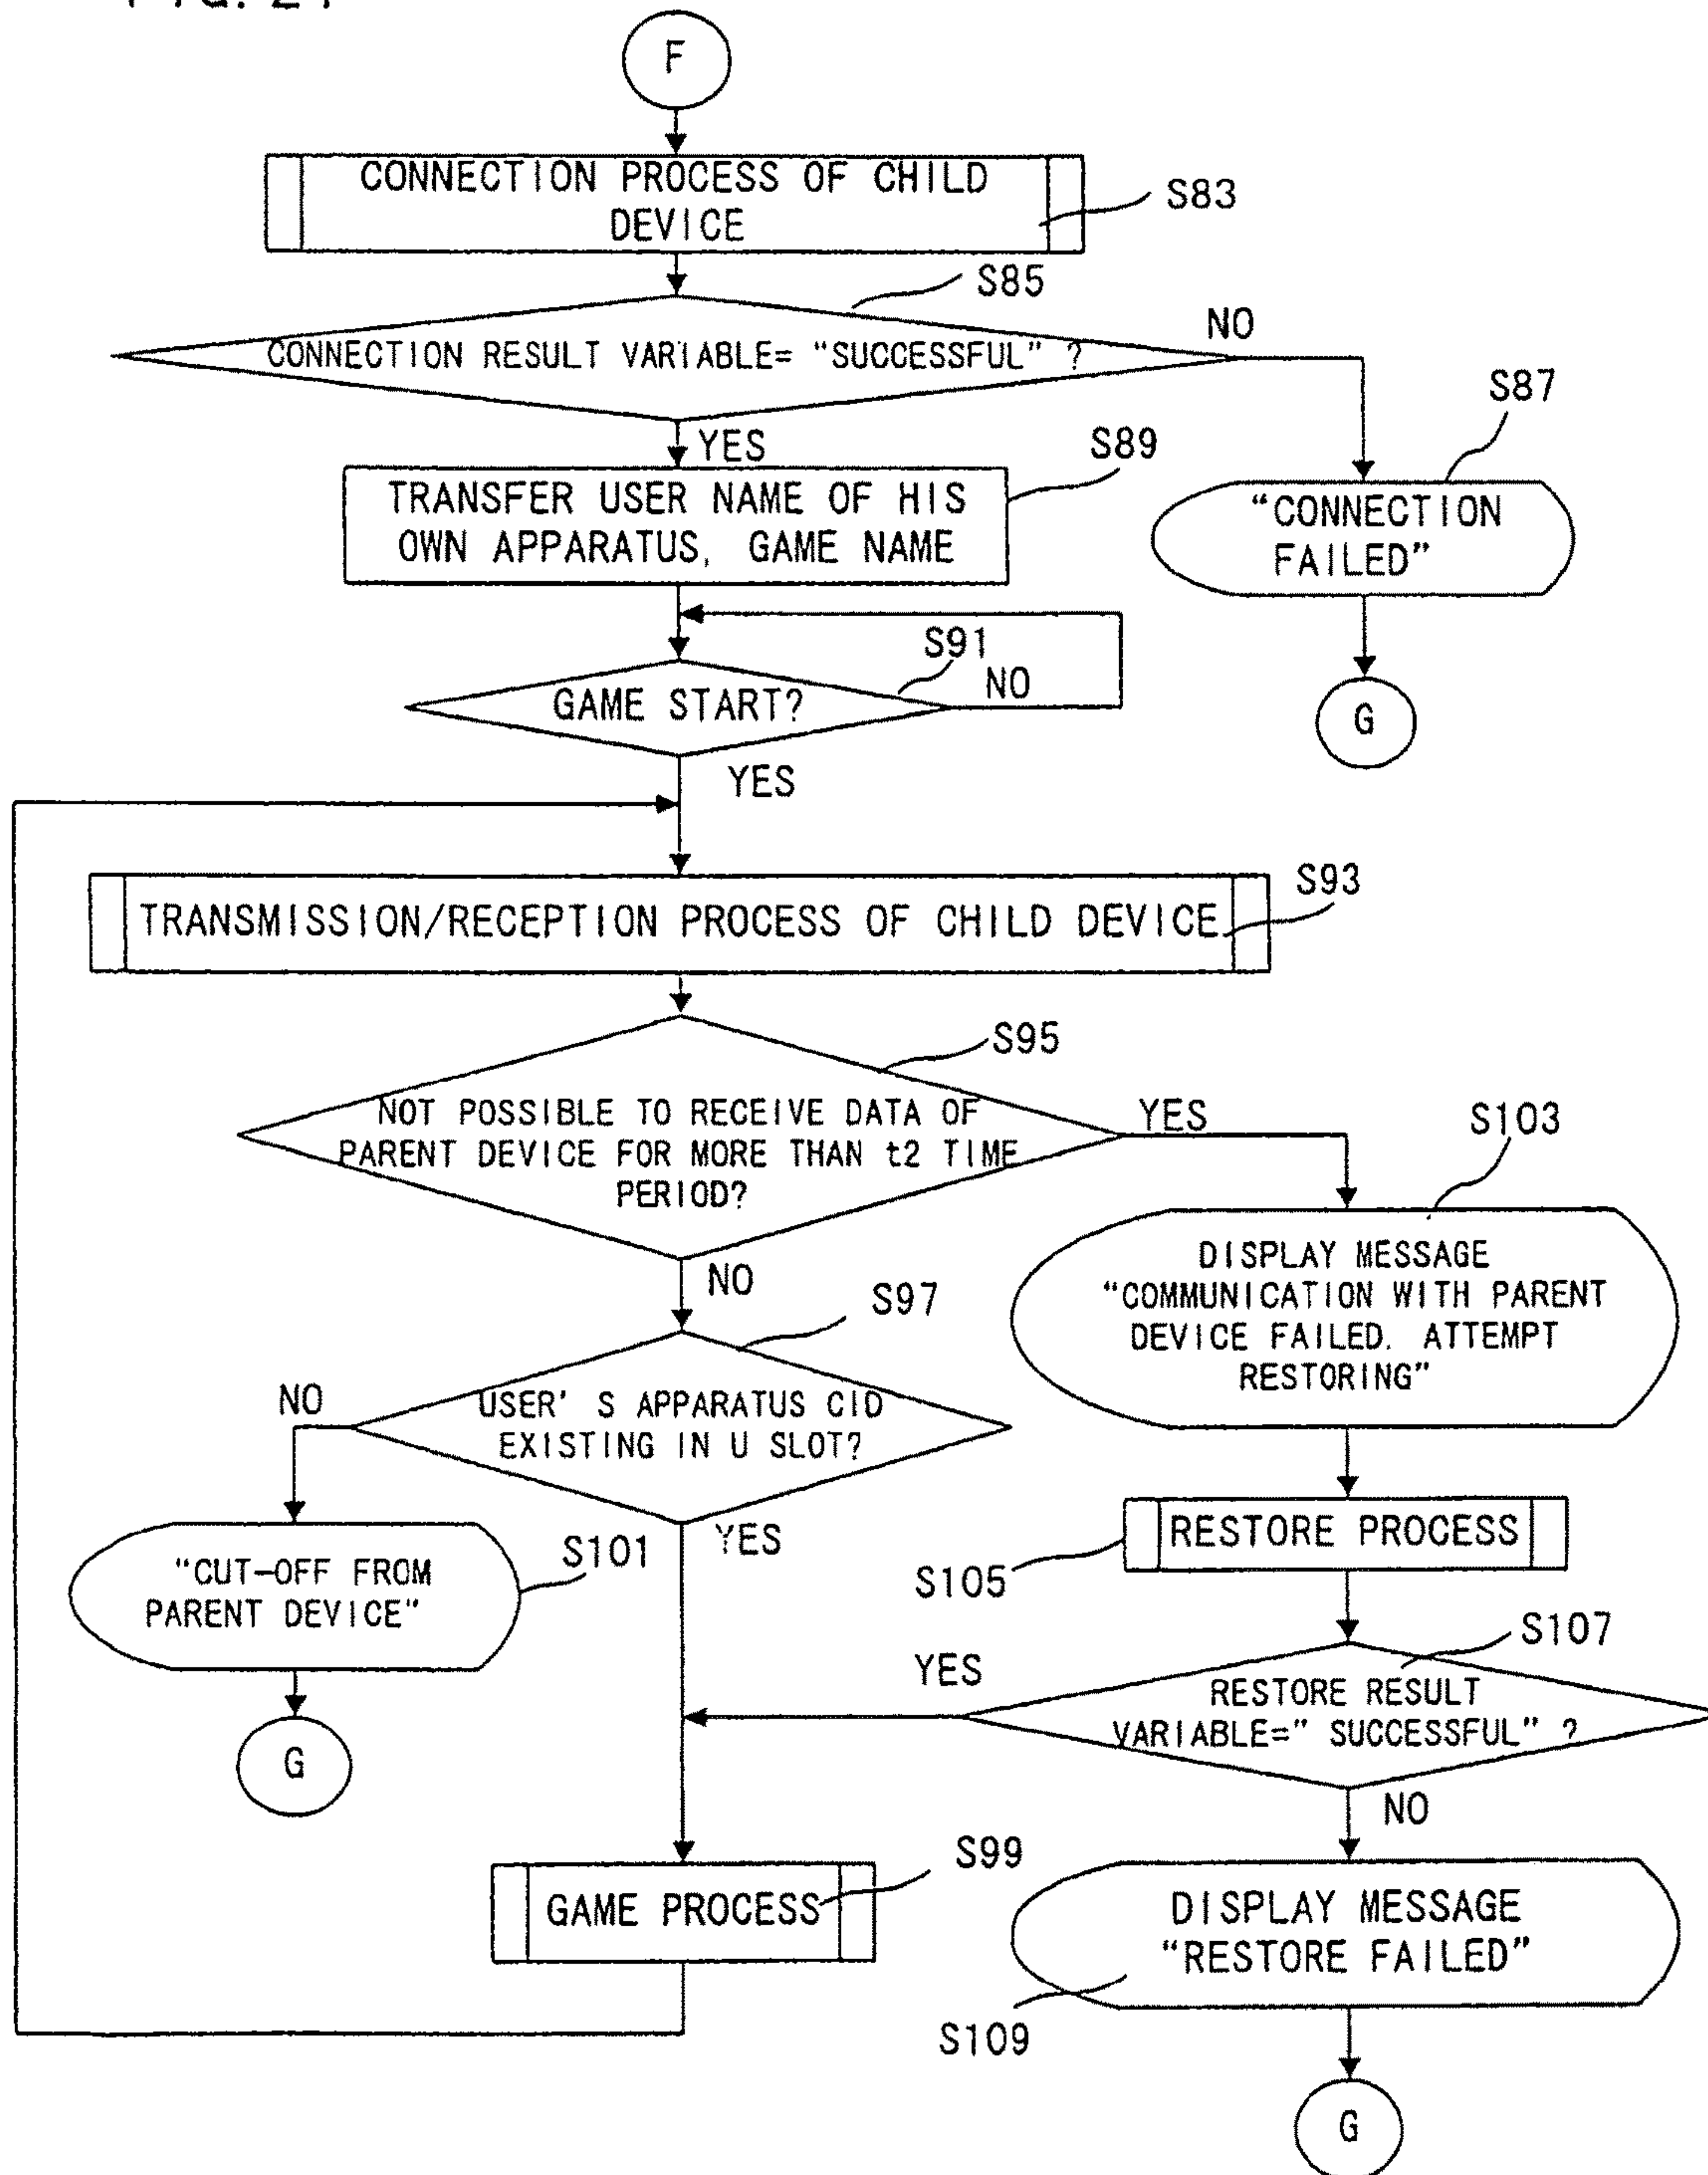 F
CONNECTION PROCESS OF CHILD
DEVICE
S83
S85
CONNECTION RESULT VARIABLE= “SUCCESSFUL” ?
NO
S87
YES
S89
TRANSFER USER NAME OF HIS
OWN APPARATUS, GAME NAME
“CONNECTION
FAILED”
S91
NO
GAME START?
G
YES
S93
TRANSMISSION/RECEPTION PROCESS OF CHILD DEVICE
S95
NOT POSSIBLE TO RECEIVE DATA OF
PARENT DEVICE FOR MORE THAN t2 TIME
PERIOD?
YES
S103
NO
S97
DISPLAY MESSAGE
“COMMUNICATION WITH PARENT
DEVICE FAILED. ATTEMPT
RESTORING”
NO
USER' S APPARATUS CID
EXISTING IN U SLOT?
YES
S101
“CUT-OFF FROM
PARENT DEVICE”
RESTORE PROCESS
S105
S107
YES
RESTORE RESULT
VARIABLE=” SUCCESSFUL” ?
G
NO
S99
GAME PROCESS
DISPLAY MESSAGE
“RESTORE FAILED”
S109
G